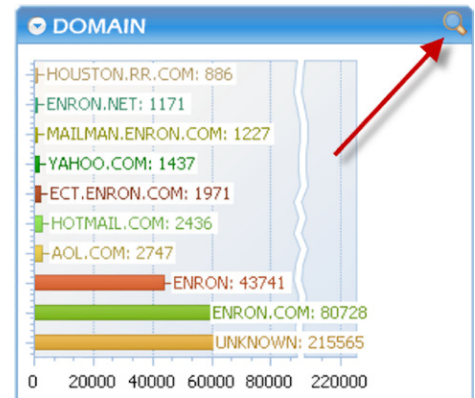 DOMAIN
HOUSTON.RR.COM: 886
ENRON.NET: 1171
MAILMAN.ENRON.COM: 1227
YAHOO.COM: 1437
ECT.ENRON.COM: 1971
HOTMAIL.COM: 2436
AOL.COM: 2747
ENRON: 43741
ENRON.COM: 80728
UNKNOWN: 215565
0 20000 40000 60000 80000 220000